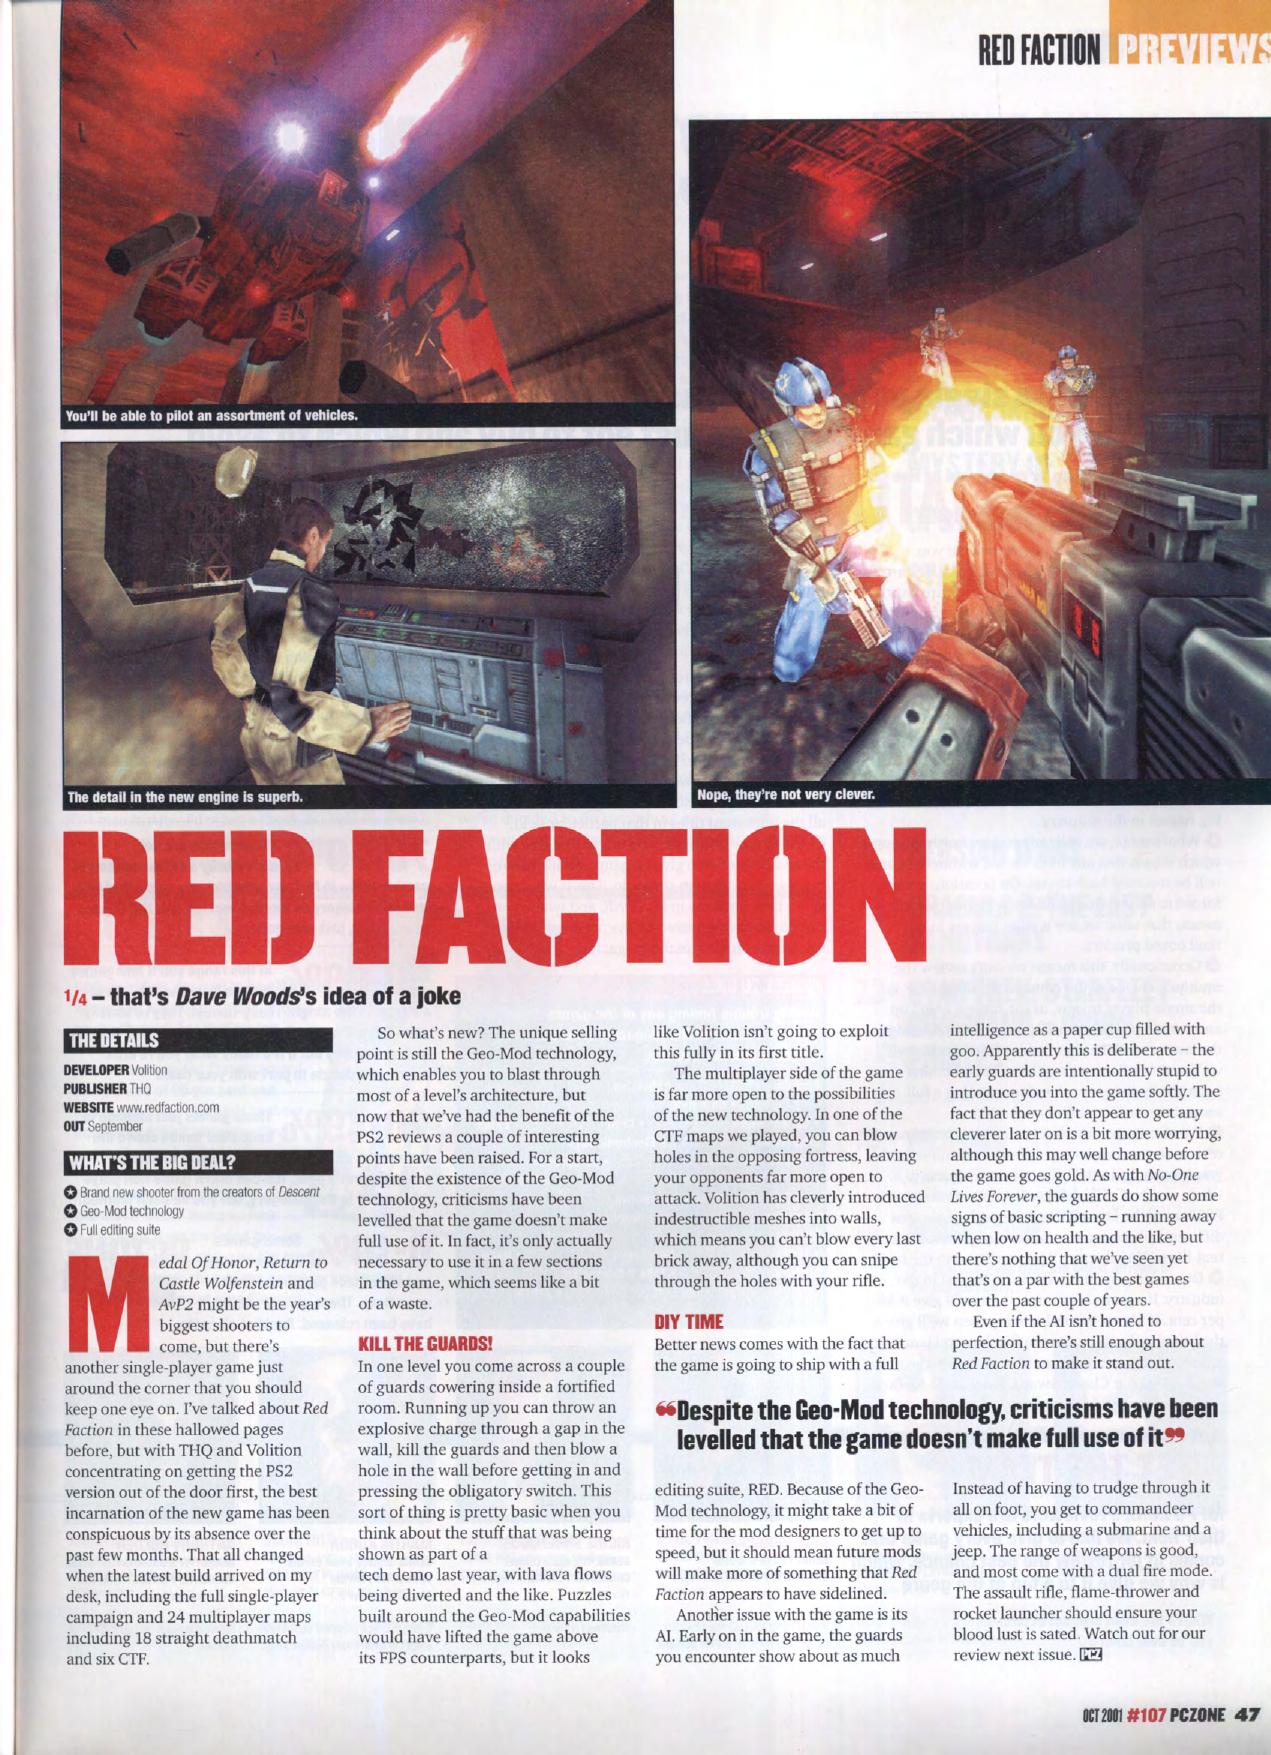 RED FACTION PREVIEWS
You'll be able to pilot an assortment of vehicles.
The detail in the new engine is superb.
Nope, they're not very clever.
RED FACTION
1/4 – that's Dave Woods's idea of a joke
THE DETAILS
DEVELOPER Volition
PUBLISHER THQ
WEBSITE www.redfaction.com
OUT September
WHAT'S THE BIG DEAL?
Brand new shooter from the creators of Descent
Geo-Mod technology
Full editing suite
Medal Of Honor, Return to
Castle Wolfenstein and
AvP2 might be the year's
biggest shooters to
come, but there's
another single-player game just
around the corner that you should
keep one eye on. I've talked about Red
Faction in these hallowed pages
before, but with THQ and Volition
concentrating on getting the PS2
version out of the door first, the best
incarnation of the new game has been
conspicuous by its absence over the
past few months. That all changed
when the latest build arrived on my
desk, including the full single-player
campaign and 24 multiplayer maps
including 18 straight deathmatch
and six CTF.
So what's new? The unique selling
point is still the Geo-Mod technology,
which enables you to blast through
most of a level's architecture, but
now that we've had the benefit of the
PS2 reviews a couple of interesting
points have been raised. For a start,
despite the existence of the Geo-Mod
technology, criticisms have been
levelled that the game doesn't make
full use of it. In fact, it's only actually
necessary to use it in a few sections
in the game, which seems like a bit
of a waste.
KILL THE GUARDS!
In one level you come across a couple
of guards cowering inside a fortified
room. Running up you can throw an
explosive charge through a gap in the
wall, kill the guards and then blow a
hole in the wall before getting in and
pressing the obligatory switch. This
sort of thing is pretty basic when you
think about the stuff that was being
shown as part of a
tech demo last year, with lava flows
being diverted and the like. Puzzles
built around the Geo-Mod capabilities
would have lifted the game above
its FPS counterparts, but it looks
like Volition isn't going to exploit
this fully in its first title.
The multiplayer side of the game
is far more open to the possibilities
of the new technology. In one of the
CTF maps we played, you can blow
holes in the opposing fortress, leaving
your opponents far more open to
attack. Volition has cleverly introduced
indestructible meshes into walls,
which means you can't blow every last
brick away, although you can snipe
through the holes with your rifle.
DIY TIME
Better news comes with the fact that
the game is going to ship with a full
editing suite, RED. Because of the Geo-
Mod technology, it might take a bit of
time for the mod designers to get up to
speed, but it should mean future mods
will make more of something that Red
Faction appears to have sidelined.
Another issue with the game is its
AI. Early on in the game, the guards
you encounter show about as much
intelligence as a paper cup filled with
goo. Apparently this is deliberate – the
early guards are intentionally stupid to
introduce you into the game softly. The
fact that they don't appear to get any
cleverer later on is a bit more worrying,
although this may well change before
the game goes gold. As with No-One
Lives Forever, the guards do show some
signs of basic scripting – running away
when low on health and the like, but
there's nothing that we've seen yet
that's on a par with the best games
over the past couple of years.
Even if the AI isn't honed to
perfection, there's still enough about
Red Faction to make it stand out.
“Despite the Geo-Mod technology, criticisms have been
levelled that the game doesn't make full use of it”
Instead of having to trudge through it
all on foot, you get to commandeer
vehicles, including a submarine and a
jeep. The range of weapons is good,
and most come with a dual fire mode.
The assault rifle, flame-thrower and
rocket launcher should ensure your
blood lust is sated. Watch out for our
review next issue. PCZ
OCT 2001 #107 PCZONE 47